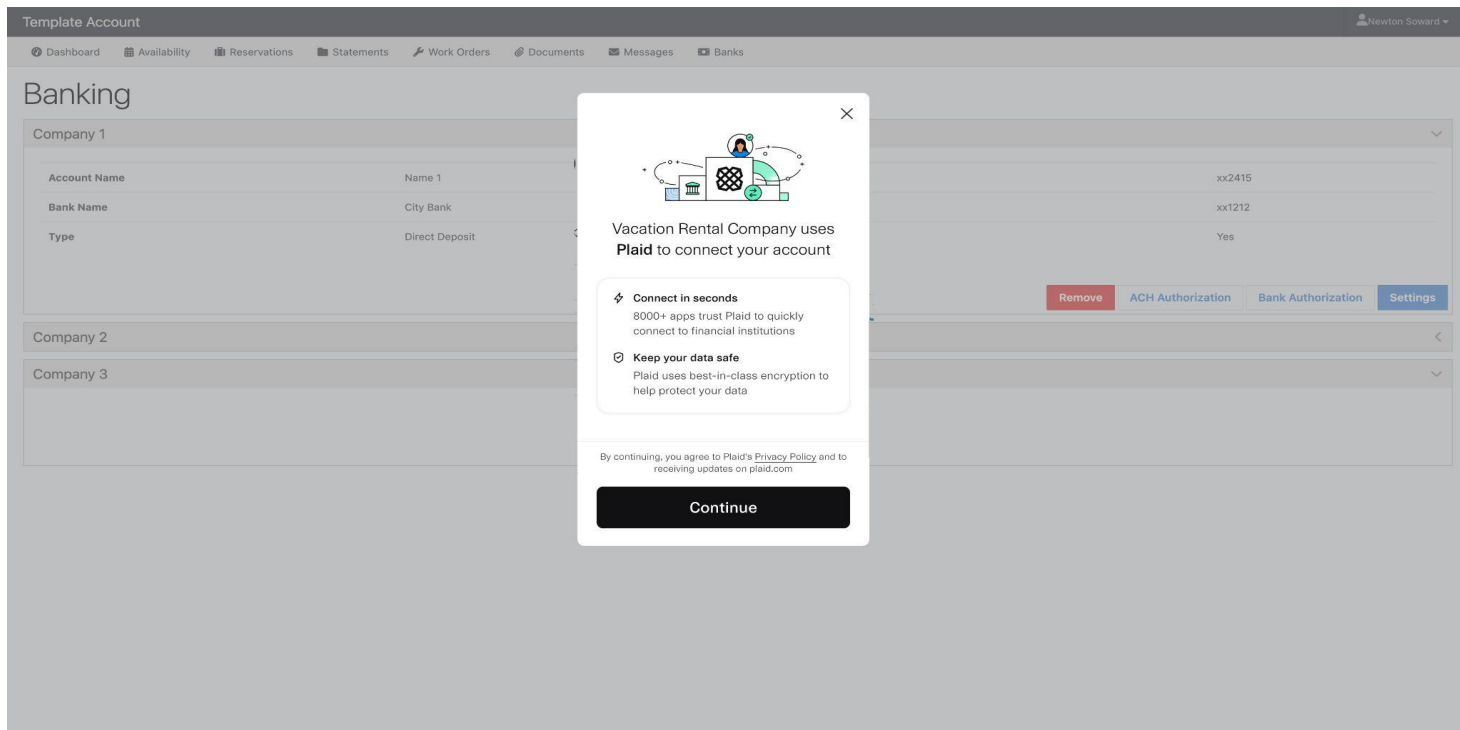 Template Account
Newton Soward
Dashboard Availability Reservations Statements Work Orders Documents Messages Banks
Banking
Company 1
Account Name Name 1 xx2415
Bank Name City Bank xx1212
Type Direct Deposit Yes
Remove ACH Authorization Bank Authorization Settings
Company 2
Company 3
Vacation Rental Company uses
Plaid to connect your account
Connect in seconds
8000+ apps trust Plaid to quickly
connect to financial institutions
Keep your data safe
Plaid uses best-in-class encryption to
help protect your data
By continuing, you agree to Plaid's Privacy Policy and to
receiving updates on plaid.com
Continue